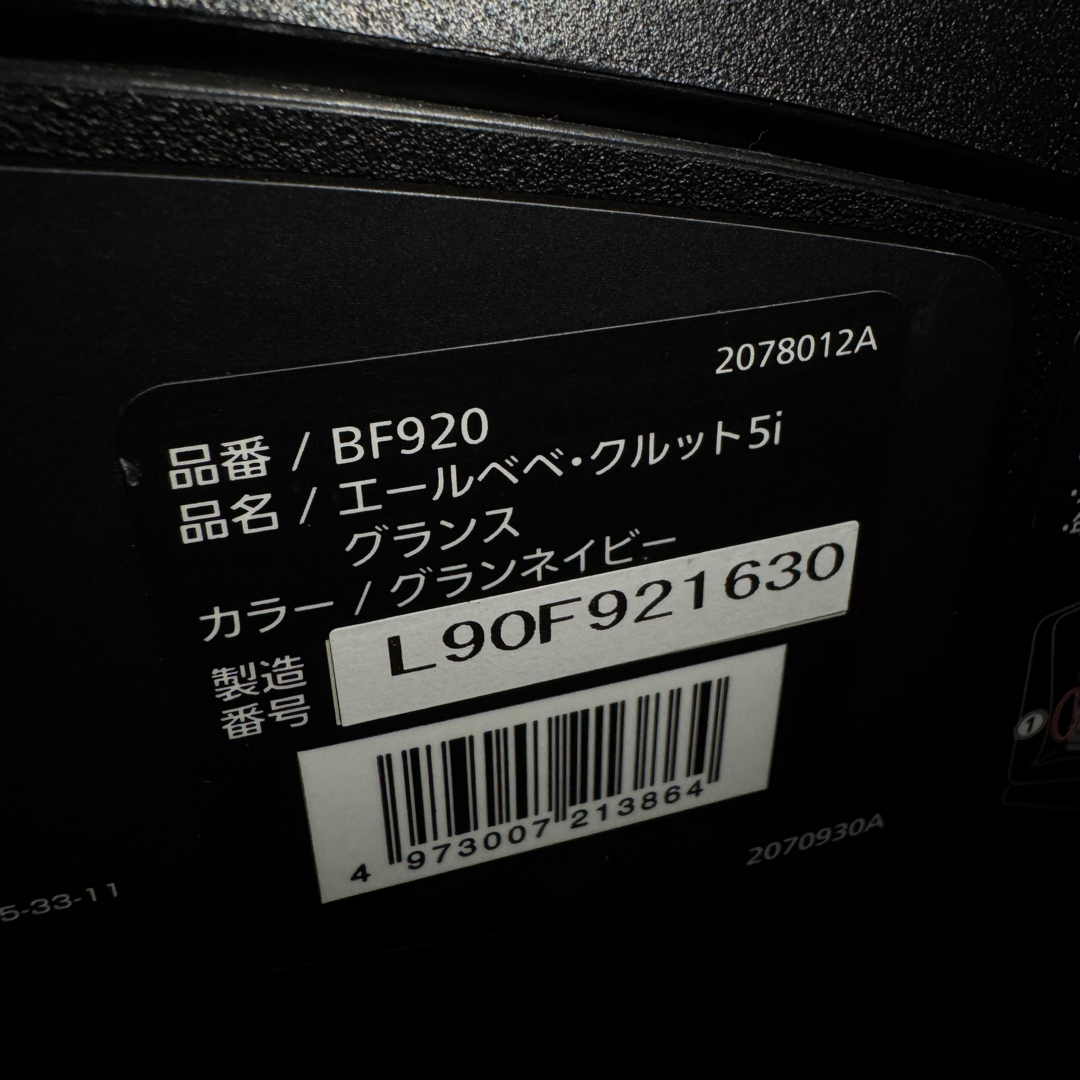 2078012A
品番 / BF920
品名 / エールベベ・クルット5i
グランス
カラー / グランネイビー
製造
番号
L90F921630
4 973007 213864
2070930A
5-33-11
1